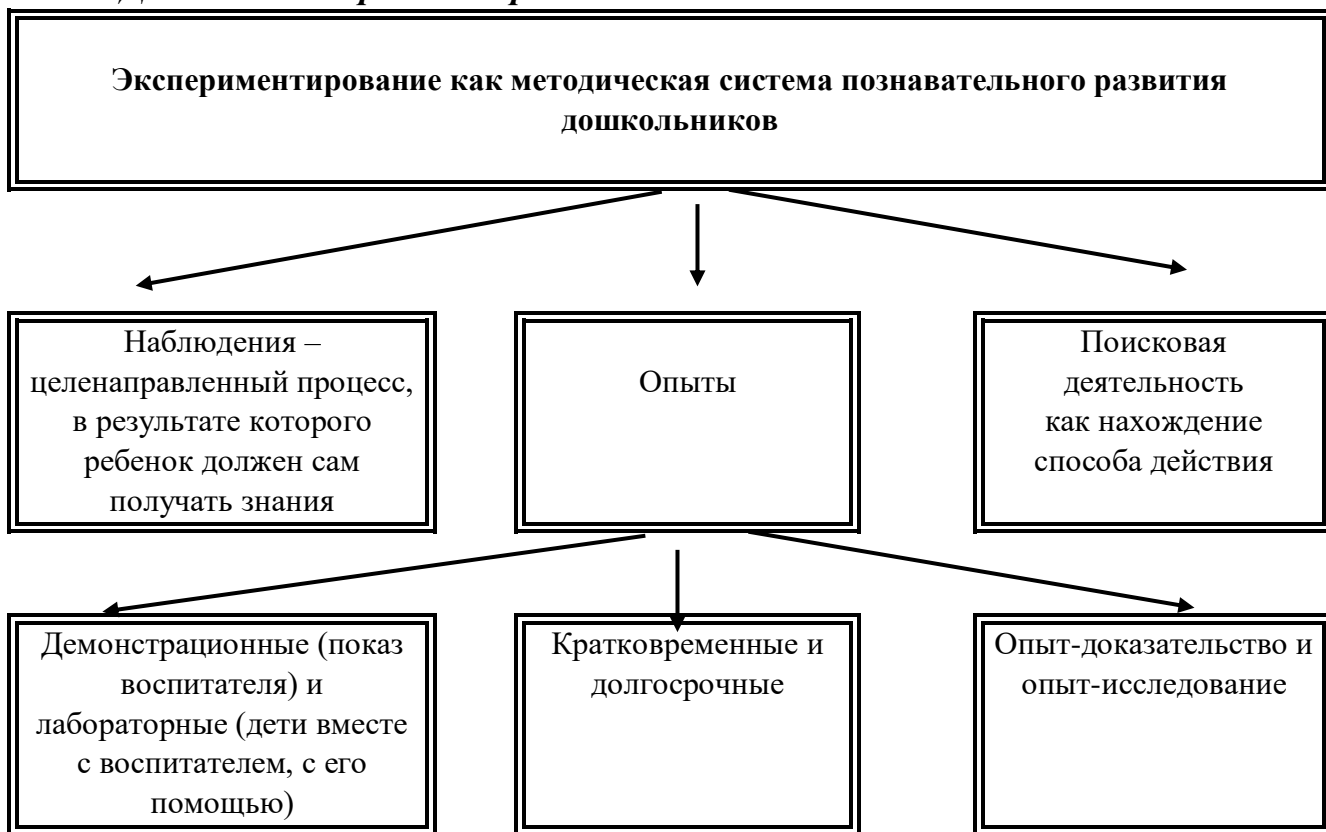 Экспериментирование как методическая система познавательного развития
дошкольников
Наблюдения –
целенаправленный процесс,
в результате которого
ребенок должен сам
получать знания
Опыты
Поисковая
деятельность
как нахождение
способа действия
Демонстрационные (показ
воспитателя) и
лабораторные (дети вместе
с воспитателем, с его
помощью)
Кратковременные и
долгосрочные
Опыт-доказательство и
опыт-исследование